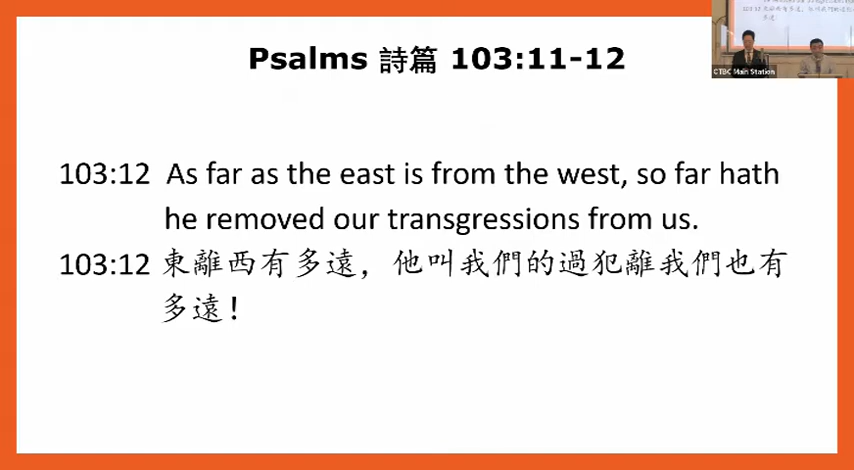 Psalms 詩篇 103:11-12
103:12 As far as the east is from the west, so far hath
he removed our transgressions from us.
103:12 東離西有多遠，他叫我們的過犯離我們也有
多遠！
CTBC Main Station